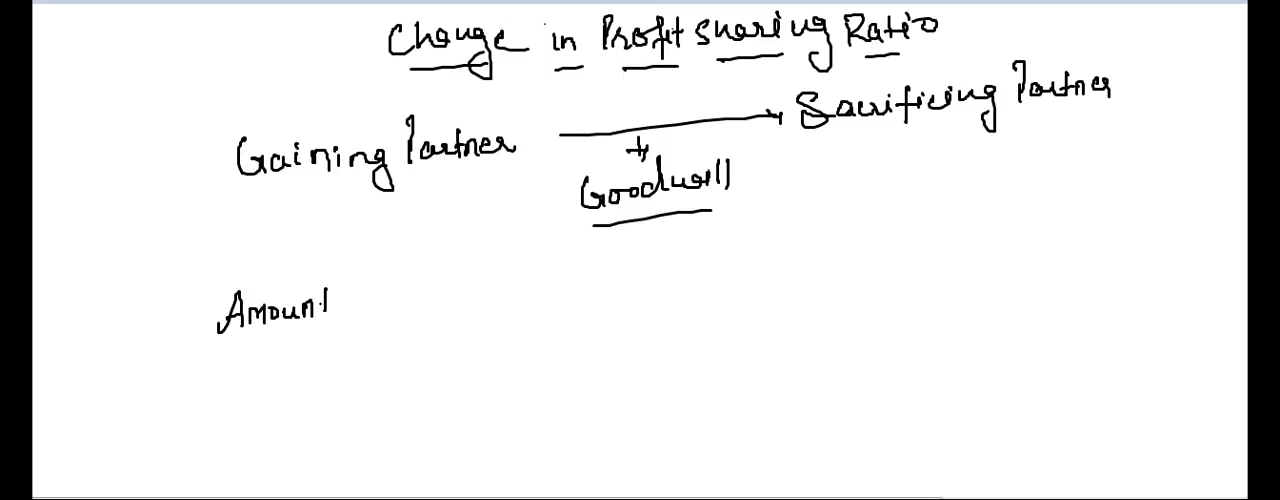 Change in Profit Sharing Ratio
Gaining Partner → Sacrificing Partner
Goodwill
Amount